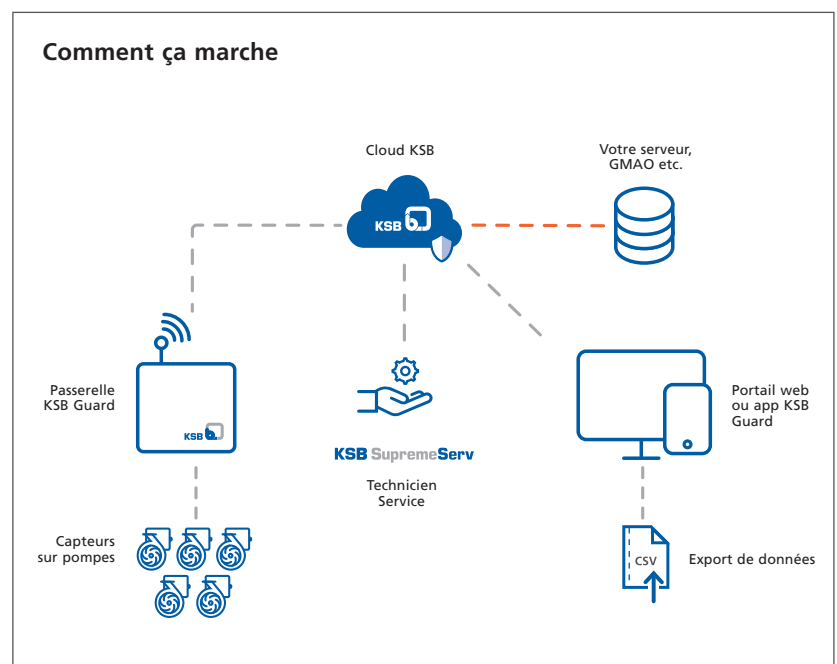 Comment ça marche
Cloud KSB
Votre serveur,
GMAO etc.
KSB
Passerelle
KSB Guard
KSB
Portail web
ou app KSB
Guard
KSB SupremeServ
Technicien
Service
Capteurs
sur pompes
CSV
Export de données